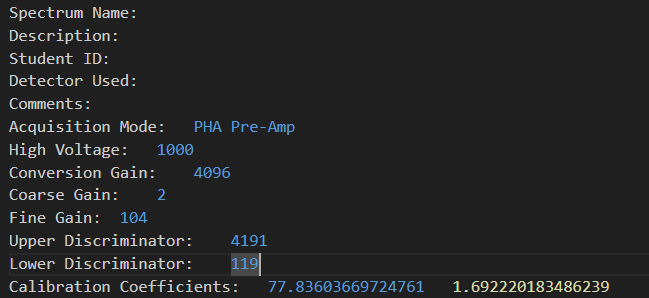 Spectrum Name:
Description:
Student ID:
Detector Used:
Comments:
Acquisition Mode: PHA Pre-Amp
High Voltage: 1000
Conversion Gain: 4096
Coarse Gain: 2
Fine Gain: 104
Upper Discriminator: 4191
Lower Discriminator: 119
Calibration Coefficients: 77.83603669724761 1.692220183486239